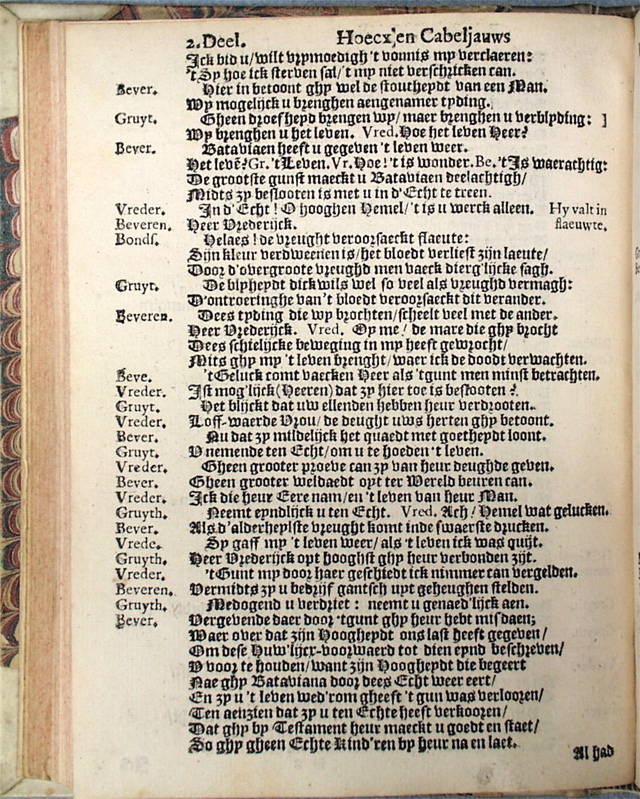 2. Deel. Hoecx en Cabeljauws
Ick bid u/ wilt vrymoedigh 't vounis my verclaeren:
't Sy hoe ick sterven sal/ 't my niet verschricken can.
Bever. Hier in betoont ghy wel de stoutheydt van een Man.
Wy mogelijck u brenghen aengenamer tyding.
Gruyt. Gheen droefheyd brengen wy/ maer brenghen u verblyding: ]
Wy brenghen u het leven. Vred. Hoe het leven Heer?
Bever. Bataviaen heeft u gegeven 't leven weer.
Het levē? Gr. 't Leven. Vr. Hoe! 't is wonder. Be. 't Is waerachtig:
De grootste gunst maeckt u Bataviaen deelachtigh/
Midts zy beslooten is met u in d'Echt te treen.
Vreder. In d'Echt! O hooghen Hemel/ 't is u werck alleen. Hy valt in
Beveren. Heer Vrederijck. flaeuwte.
Bonds. Helaes! de vreught veroorsaeckt flaeute:
Sijn kleur verdweenen is/ het bloedt verliest zijn laeute/
Door d'overgroote vreughd men vaeck dierg'lijcke sagh.
Gruyt. De blyheydt dickwils wel so veel als vreughd vermagh:
D'ontroeringhe van 't bloedt veroorsaeckt dit verander.
Beveren. Dees tyding die wy brochten/ scheelt veel met de ander.
Heer Vrederijck. Vred. Op me! de mare die ghy brocht
Dees schielijcke beweging in my heeft gewrocht/
Mits ghy my 't leven brenght/ waer ick de doodt verwachten.
Beve. 't Geluck comt vaecken Heer als 'tgunt men minst betrachten.
Vreder. Ist mog'lijck (Heeren) dat zy hier toe is beslooten?
Gruyt. Het blijckt dat uw ellenden hebben heur verdrooten.
Vreder. Loff-waerde Vrou/ de deught uws herten ghy betoont.
Bever. Nu dat zy mildelijck het quaedt met goetheydt loont.
Gruyt. U nemende ten Echt/ om u te hoeden 't leven.
Vreder. Gheen grooter proeve can zy van heur deughde geven.
Bever. Gheen grooter weldaedt opt ter Wereld beuren can.
Vreder. Ick die heur Eere nam/ en 't leven van heur Man.
Gruyth. Neemt eyndlijck u ten Echt. Vred. Ach! Hemel wat gelucken.
Bever. Als d'alderheylste vreught komt inde swaerste drucken.
Vrede. Sy gaff my 't leven weer/ als 't leven ick was quijt.
Gruyth. Heer Vrederijck opt hooghst ghy heur verbonden zijt.
Vreder. 't Gunt my door haer geschiedt ick nimmer can vergelden.
Beveren. Vermidts zy u bedrijf gantsch uyt geheughen stelden.
Gruyth. Medogend u verdriet: neemt u genaed'lijck aen.
Bever. Vergevende daer door 'tgunt ghy heur hebt misdaen;
Waer over dat zijn Hoogheydt ons last heeft gegeven/
Om dese Huw'lijcx-voorwaerd tot dien eynd beschreven/
U voor te houden/ want zijn Hoogheydt die begeert
Nae ghy Bataviana door dees Echt weer eert/
En zy u 't leven wed'rom gheeft 't gun was verlooren/
Ten aenzien dat zy u ten Echte heeft verkooren/
Dat ghy by Testament heur maeckt u goedt en staet/
So ghy gheen Echte Kind'ren by heur na en laet.
Al had